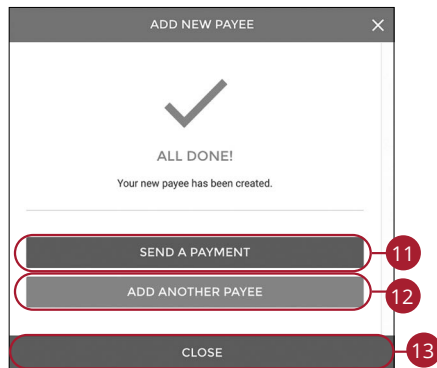 ADD NEW PAYEE
ALL DONE!
Your new payee has been created.
SEND A PAYMENT
11
ADD ANOTHER PAYEE
12
CLOSE
13